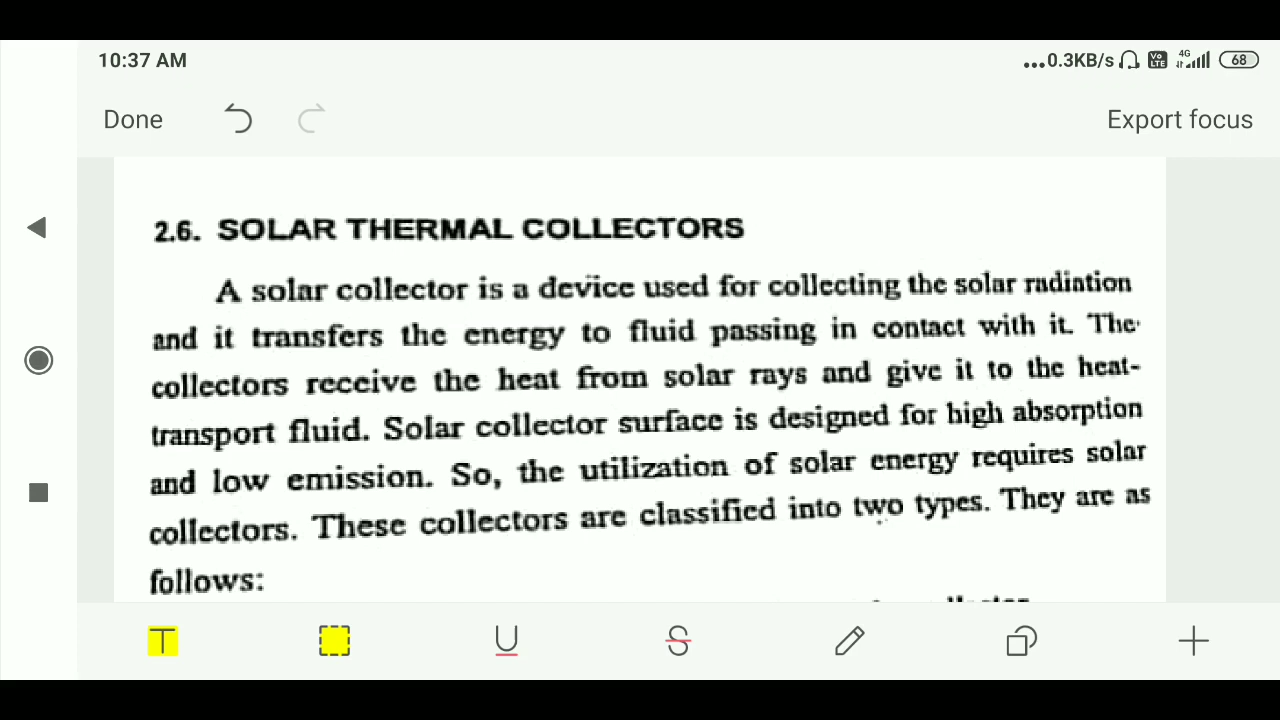 10:37 AM
...0.3KB/s Vo LTE 4G 68
Done
Export focus
2.6. SOLAR THERMAL COLLECTORS
A solar collector is a device used for collecting the solar radiation
and it transfers the energy to fluid passing in contact with it. The
collectors receive the heat from solar rays and give it to the heat-
transport fluid. Solar collector surface is designed for high absorption
and low emission. So, the utilization of solar energy requires solar
collectors. These collectors are classified into two types. They are as
follows:
T
U
S